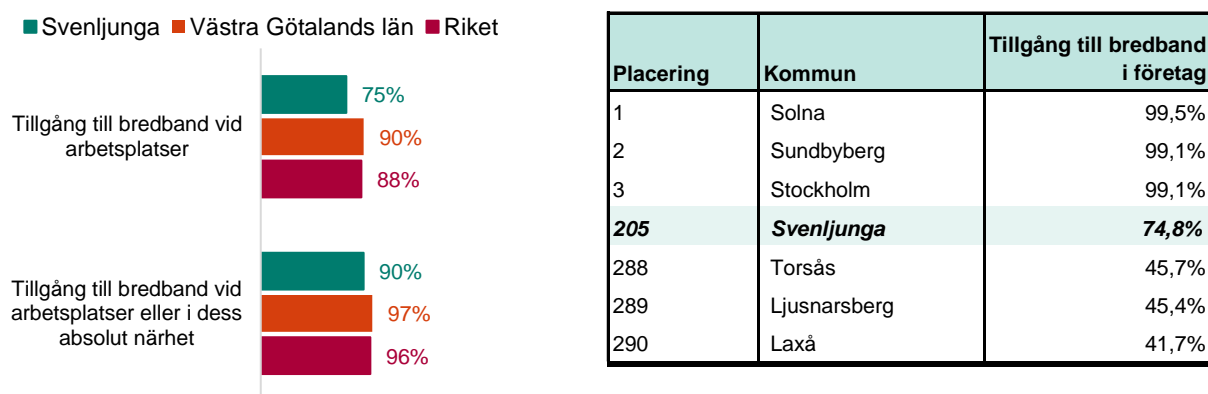 Svenljunga Västra Götalands län Riket
Tillgång till bredband vid
arbetsplatser
75%
90%
88%
Tillgång till bredband vid
arbetsplatser eller i dess
absolut närhet
90%
97%
96%
Placering Kommun Tillgång till bredband i företag
1 Solna 99,5%
2 Sundbyberg 99,1%
3 Stockholm 99,1%
205 Svenljunga 74,8%
288 Torsås 45,7%
289 Ljusnarsberg 45,4%
290 Laxå 41,7%